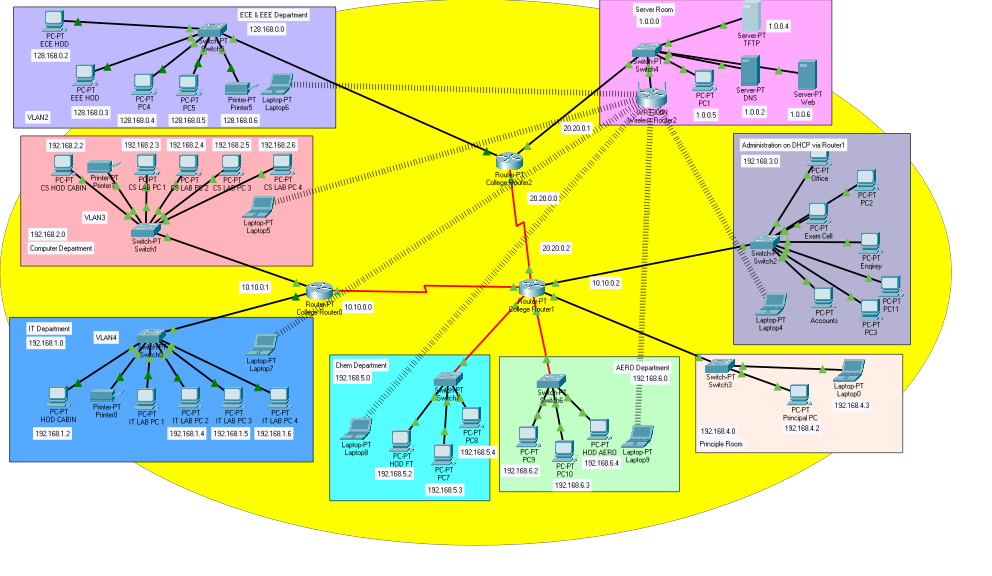 ECE & EEE Department
128.168.0.0
PC-PT
ECE HOD
128.168.0.2
Switch-PT
PC-PT
EEE HOD
128.168.0.3
PC-PT
PC4
128.168.0.4
PC-PT
PC5
128.168.0.5
Printer-PT
Printer5
128.168.0.6
Laptop-PT
Laptop6
VLAN2
Server Room
1.0.0.0
Server-PT
TFTP
1.0.0.4
Switch-PT
Switch4
PC-PT
PC1
1.0.0.5
Server-PT
DNS
1.0.0.2
Server-PT
Web
1.0.0.6
WRT300N
Wireless Router2
20.20.0.1
Router-PT
College Router2
20.20.0.0
20.20.0.2
192.168.2.2
192.168.2.3
192.168.2.4
192.168.2.5
192.168.2.6
PC-PT
CS HOD CABIN
Printer-PT
PC-PT
CS LAB PC 1
PC-PT
CS LAB PC 2
PC-PT
CS LAB PC 3
PC-PT
CS LAB PC 4
VLAN3
192.168.2.0
Computer Department
Switch-PT
Switch1
Laptop-PT
Laptop5
Administration on DHCP via Router1
192.168.3.0
PC-PT
Office
PC-PT
PC2
PC-PT
Exam Cell
Switch-PT
Switch2
PC-PT
Enqirey
PC-PT
PC11
PC-PT
Accounts
PC-PT
PC3
Laptop-PT
Laptop4
10.10.0.1
Router-PT
College Router0
10.10.0.0
10.10.0.2
Router-PT
College Router1
IT Department
192.168.1.0
VLAN4
Switch-PT
Laptop-PT
Laptop7
PC-PT
HOD CABIN
192.168.1.2
Printer-PT
Printer0
PC-PT
IT LAB PC 1
PC-PT
IT LAB PC 2
192.168.1.4
PC-PT
IT LAB PC 3
192.168.1.5
PC-PT
IT LAB PC 4
192.168.1.6
Chem Department
192.168.5.0
Switch-PT
Laptop-PT
Laptop8
PC-PT
HOD FT
192.168.5.2
PC-PT
PC7
192.168.5.3
PC-PT
PC8
192.168.5.4
AERO Department
192.168.6.0
Switch-PT
Switch6
PC-PT
PC9
192.168.6.2
PC-PT
PC10
192.168.6.3
PC-PT
HOD AERO
192.168.6.4
Laptop-PT
Laptop9
Switch-PT
Switch3
Laptop-PT
Laptop0
192.168.4.3
PC-PT
Principal PC
192.168.4.2
192.168.4.0
Principle Room